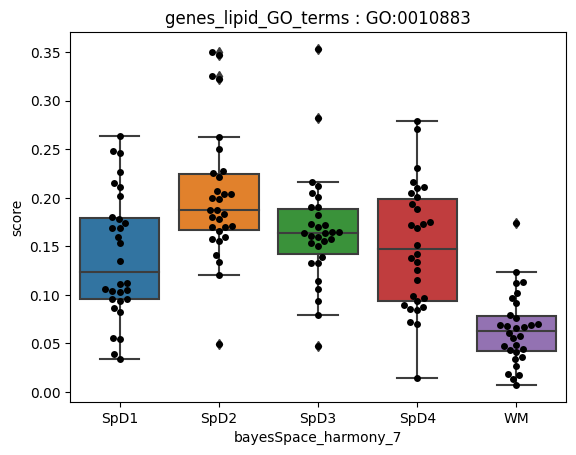 genes_lipid_GO_terms : GO:0010883
0.35
0.30
0.25
0.20
0.15
0.10
0.05
0.00
score
SpD1 SpD2 SpD3 SpD4 WM
bayesSpace_harmony_7